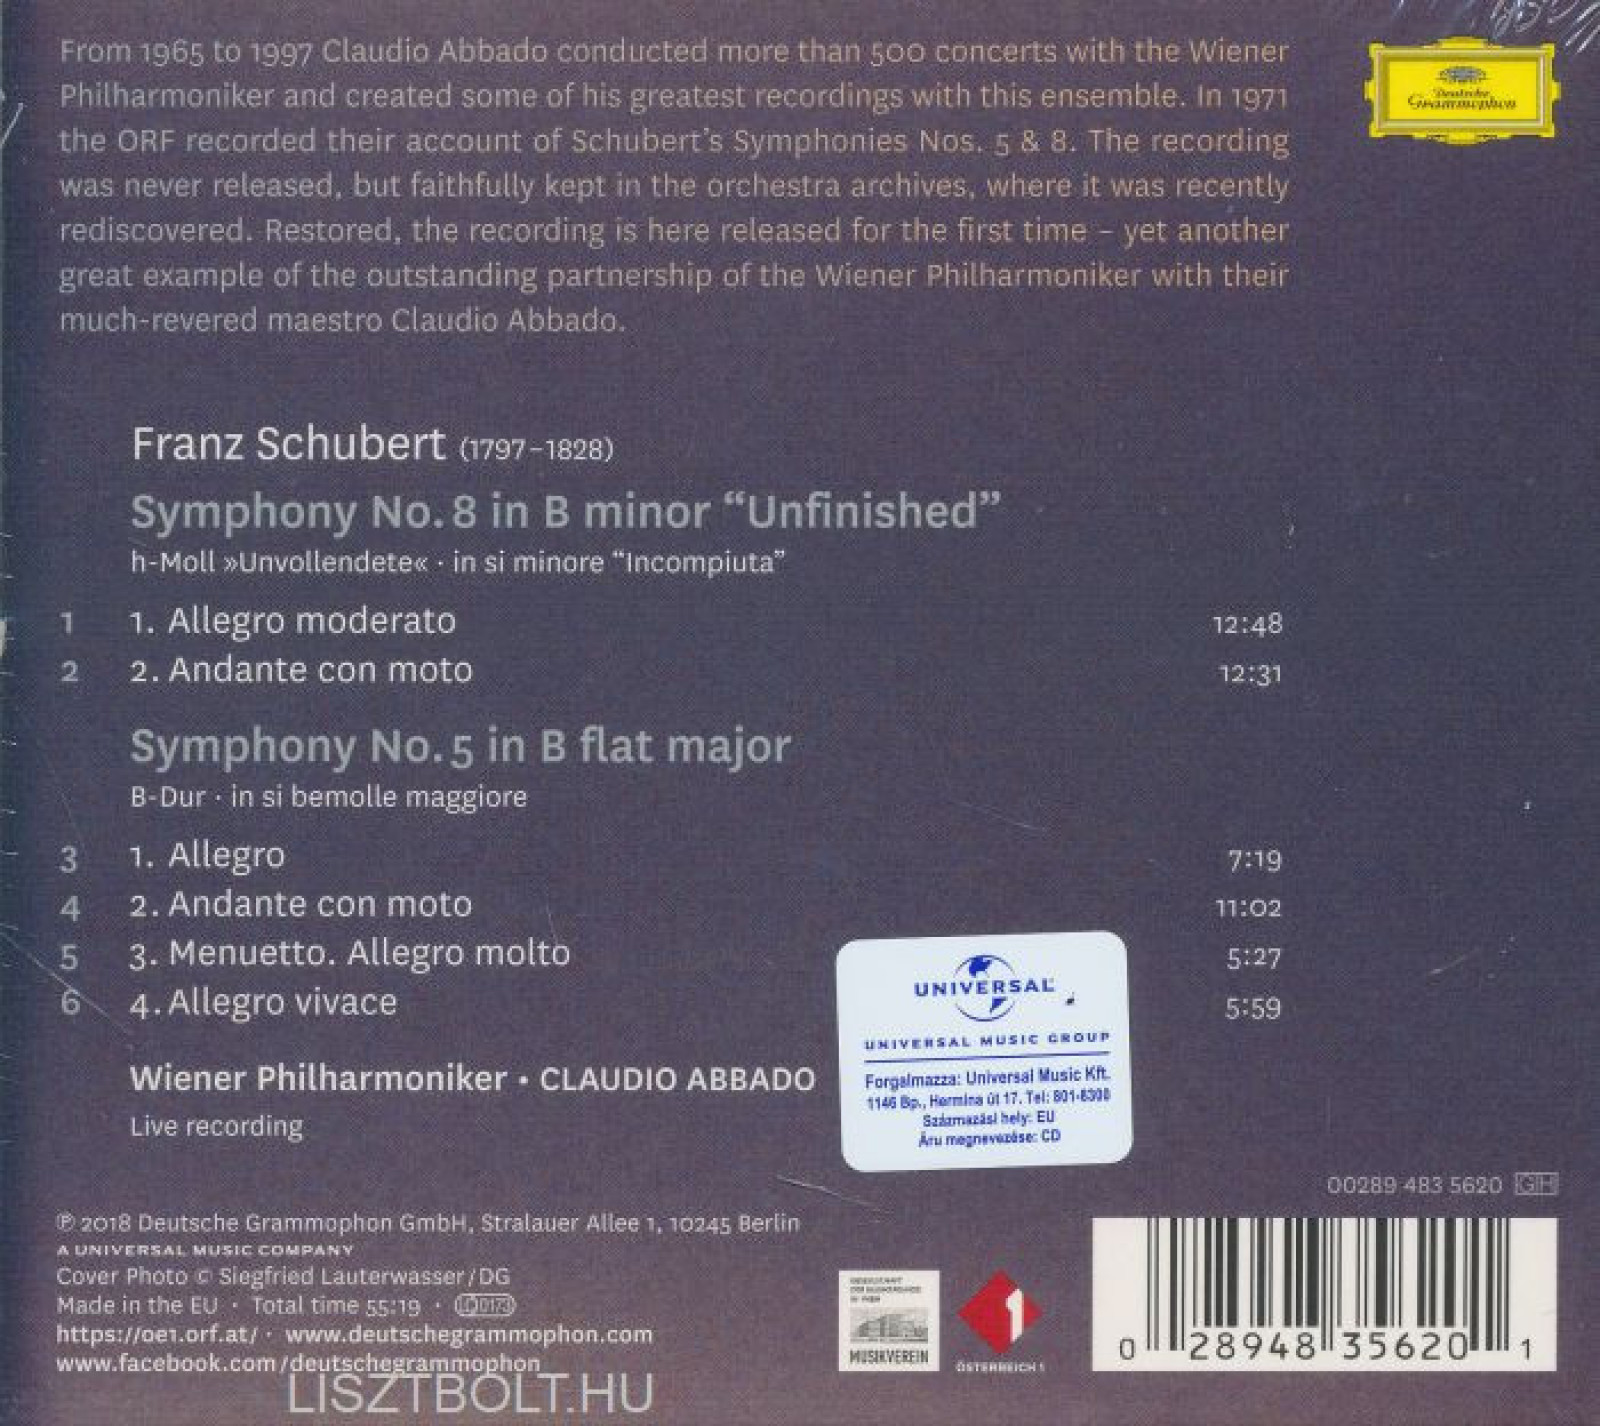 From 1965 to 1997 Claudio Abbado conducted more than 500 concerts with the Wiener
Philharmoniker and created some of his greatest recordings with this ensemble. In 1971
the ORF recorded their account of Schubert's Symphonies Nos. 5 & 8. The recording
was never released, but faithfully kept in the orchestra archives, where it was recently
rediscovered. Restored, the recording is here released for the first time – yet another
great example of the outstanding partnership of the Wiener Philharmoniker with their
much-revered maestro Claudio Abbado.
Deutsche
Grammophon
Franz Schubert (1797–1828)
Symphony No. 8 in B minor “Unfinished”
h-Moll »Unvollendete« · in si minore “Incompiuta”
1 1. Allegro moderato 12:48
2 2. Andante con moto 12:31
Symphony No. 5 in B flat major
B-Dur · in si bemolle maggiore
3 1. Allegro 7:19
4 2. Andante con moto 11:02
5 3. Menuetto. Allegro molto 5:27
6 4. Allegro vivace 5:59
Wiener Philharmoniker • CLAUDIO ABBADO
Live recording
UNIVERSAL
UNIVERSAL MUSIC GROUP
Forgalmazza: Universal Music Kft.
1146 Bp., Hermina út 17. Tel: 801-8300
Származási hely: EU
Áru megnevezése: CD
00289 483 5620 GH
℗ 2018 Deutsche Grammophon GmbH, Stralauer Allee 1, 10245 Berlin
A UNIVERSAL MUSIC COMPANY
Cover Photo © Siegfried Lauterwasser/DG
Made in the EU · Total time 55:19 · LC 0173
https://oe1.orf.at/ · www.deutschegrammophon.com
www.facebook.com/deutschegrammophon
GESELLSCHAFT
DER MUSIKFREUNDE
IN WIEN
MUSIKVEREIN
1
ÖSTERREICH 1
0 28948 35620 1
LISZTBOLT.HU